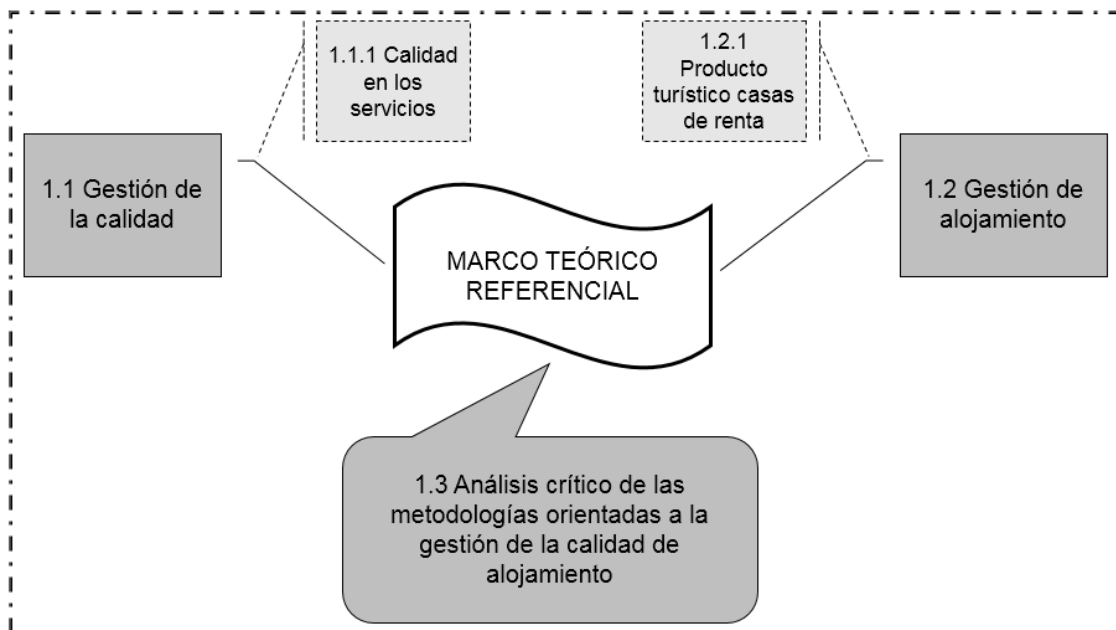 1.1.1 Calidad
en los
servicios
1.2.1
Producto
turístico casas
de renta
1.1 Gestión de
la calidad
1.2 Gestión de
alojamiento
MARCO TEÓRICO
REFERENCIAL
1.3 Análisis crítico de las
metodologías orientadas a la
gestión de la calidad de
alojamiento